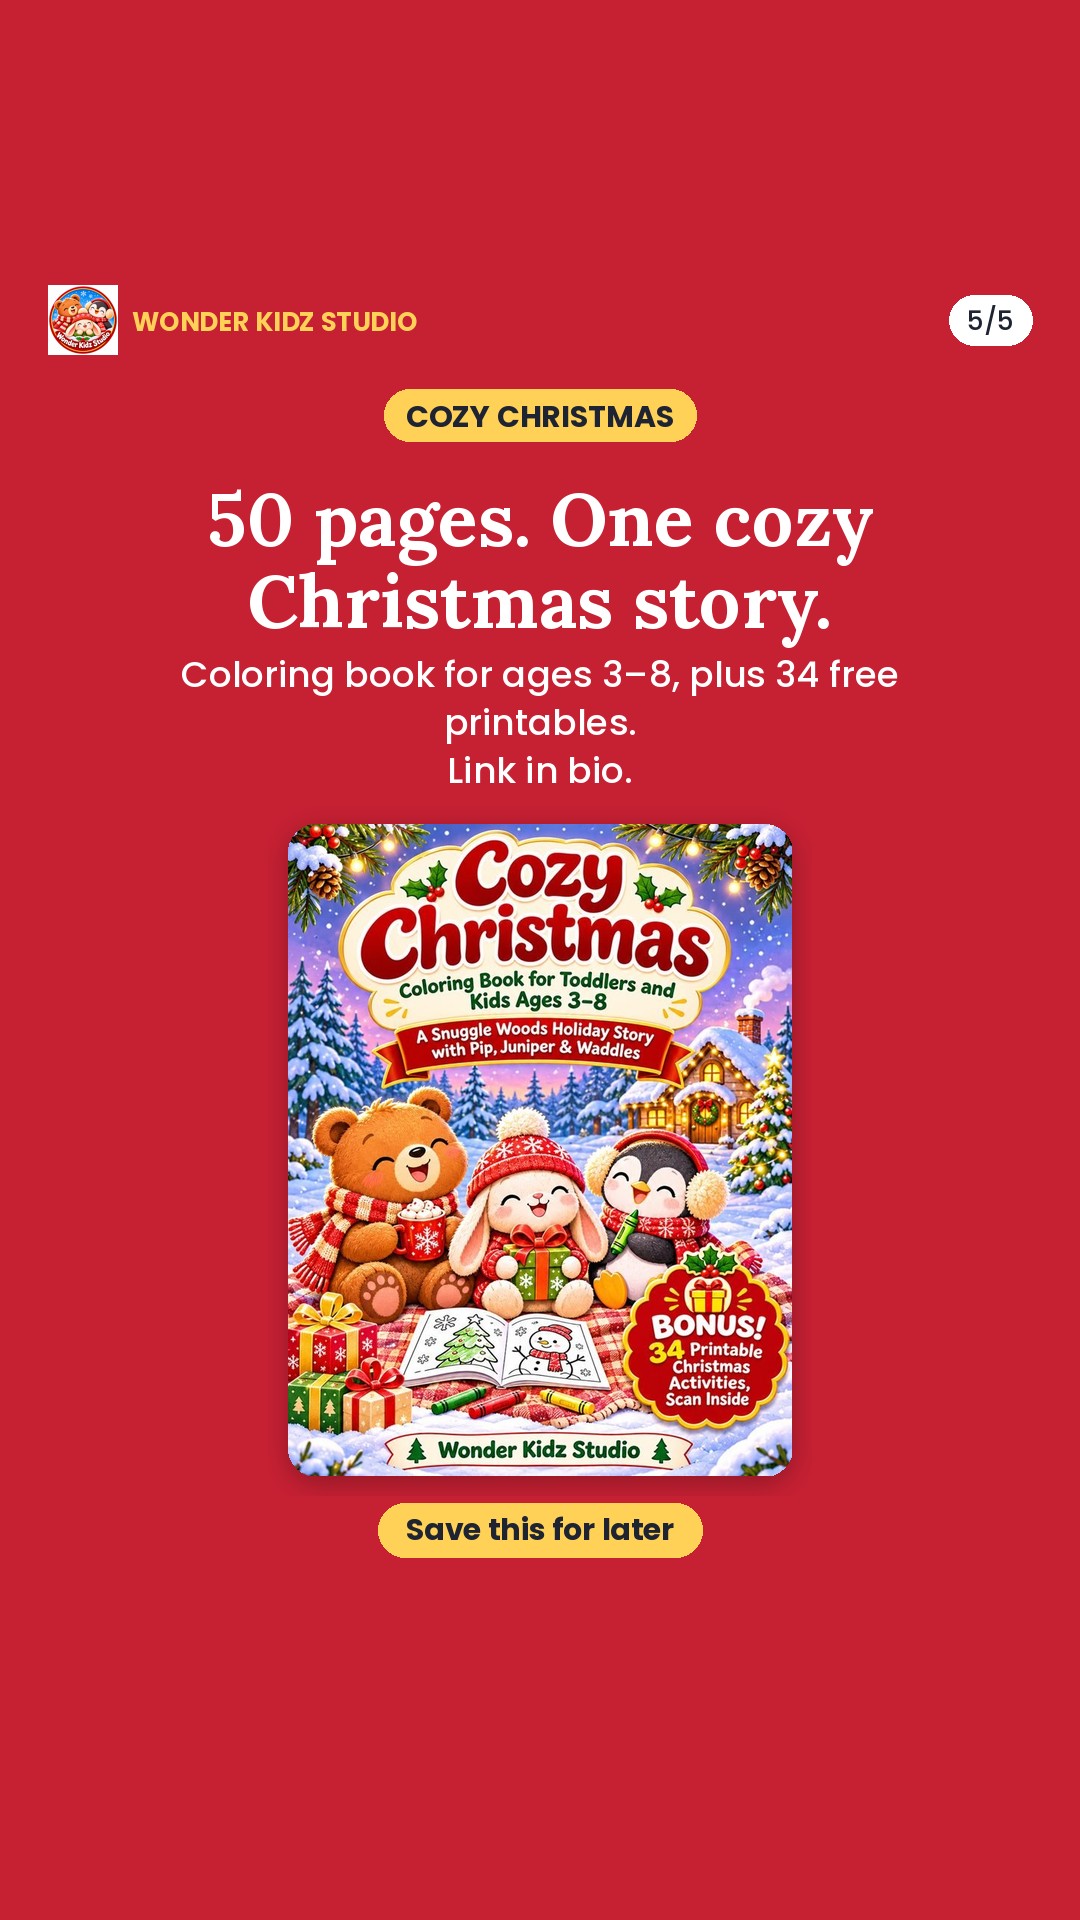 Wonder Kidz Studio
WONDER KIDZ STUDIO
5/5
COZY CHRISTMAS
50 pages. One cozy
Christmas story.
Coloring book for ages 3–8, plus 34 free
printables.
Link in bio.
Cozy
Christmas
Coloring Book for Toddlers and
Kids Ages 3–8
A Snuggle Woods Holiday Story
with Pip, Juniper & Waddles
BONUS!
34 Printable
Christmas
Activities,
Scan Inside
Wonder Kidz Studio
Save this for later